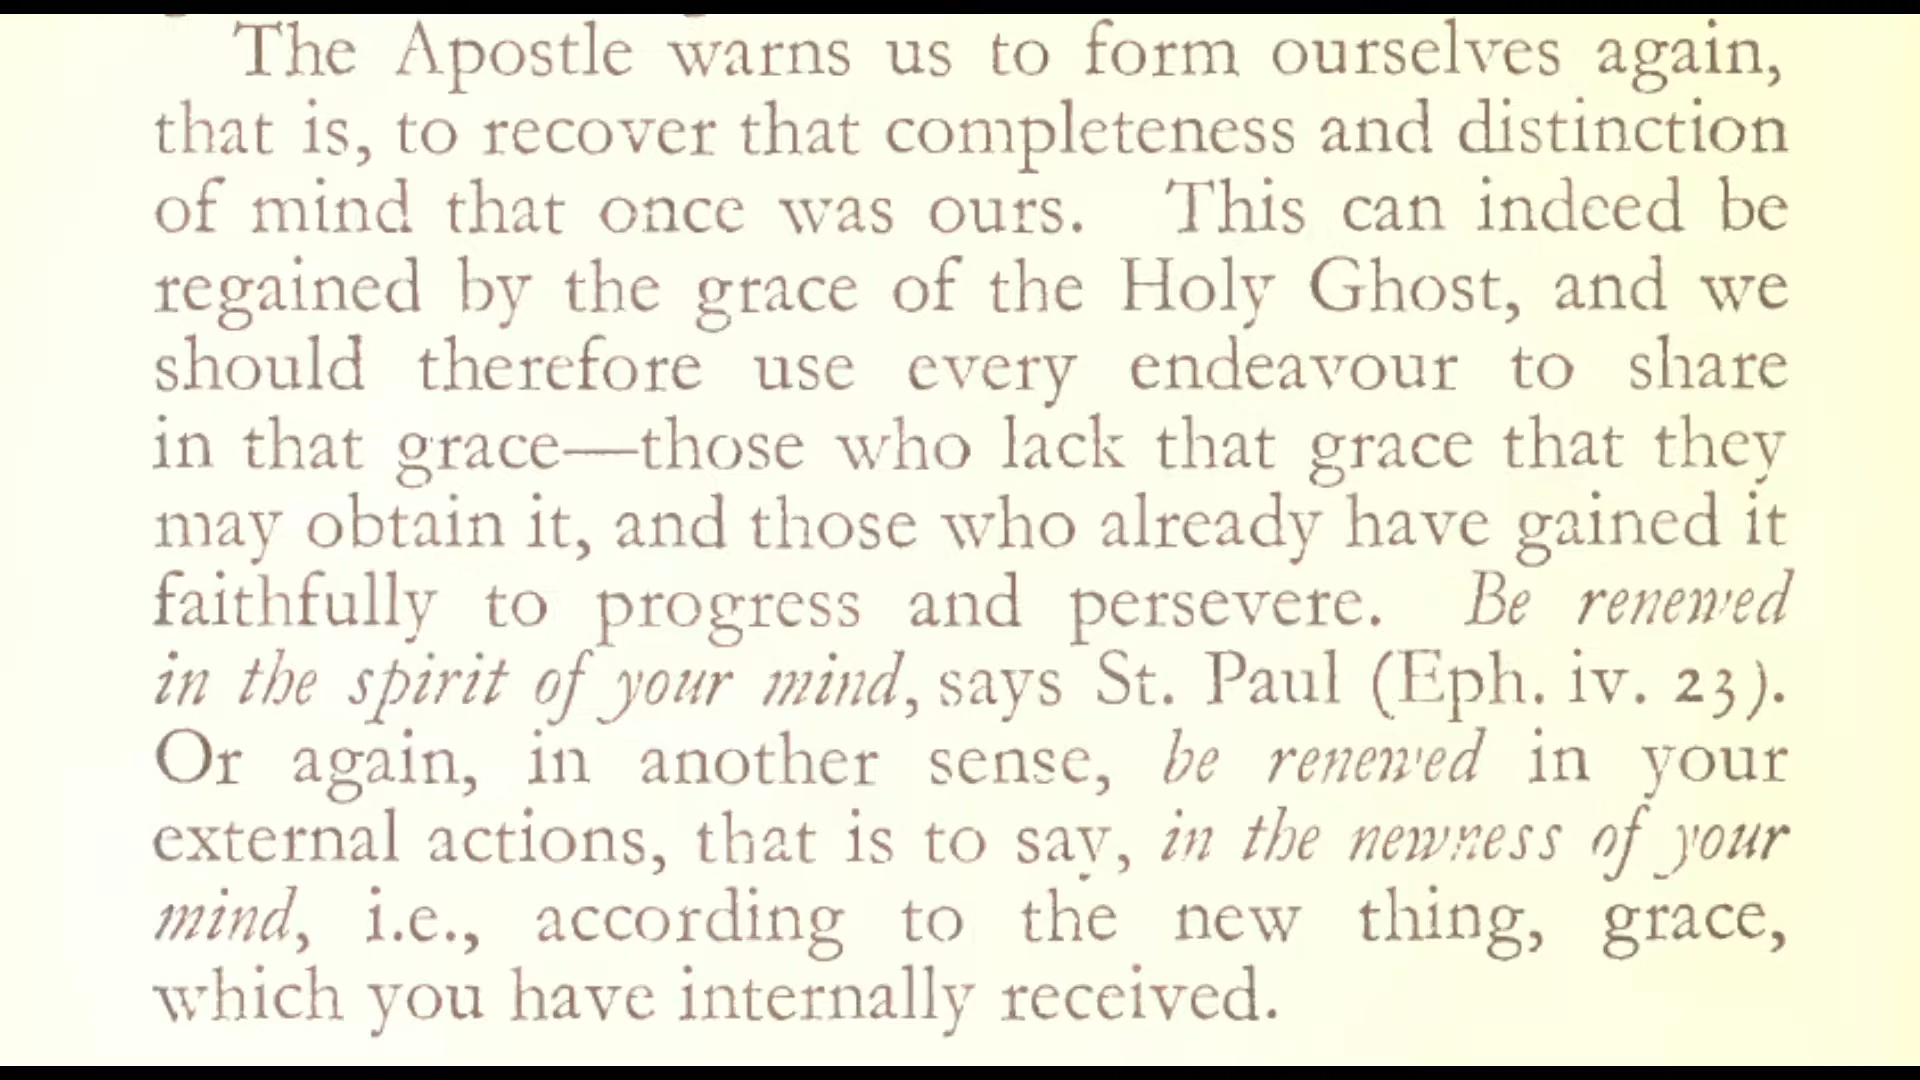 The Apostle warns us to form ourselves again,
that is, to recover that completeness and distinction
of mind that once was ours. This can indeed be
regained by the grace of the Holy Ghost, and we
should therefore use every endeavour to share
in that grace—those who lack that grace that they
may obtain it, and those who already have gained it
faithfully to progress and persevere. Be renewed
in the spirit of your mind, says St. Paul (Eph. iv. 23).
Or again, in another sense, be renewed in your
external actions, that is to say, in the newness of your
mind, i.e., according to the new thing, grace,
which you have internally received.